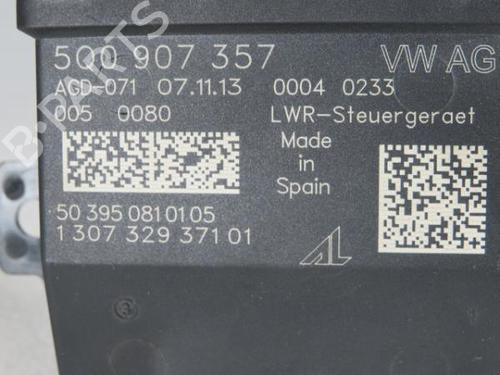 5Q0 907 357 VW AG
AGD-071 07.11.13 0004 0233
005 0080 LWR-Steuergeraet
Made
in
Spain
50 395 081 01 05
1 307 329 371 01
AL